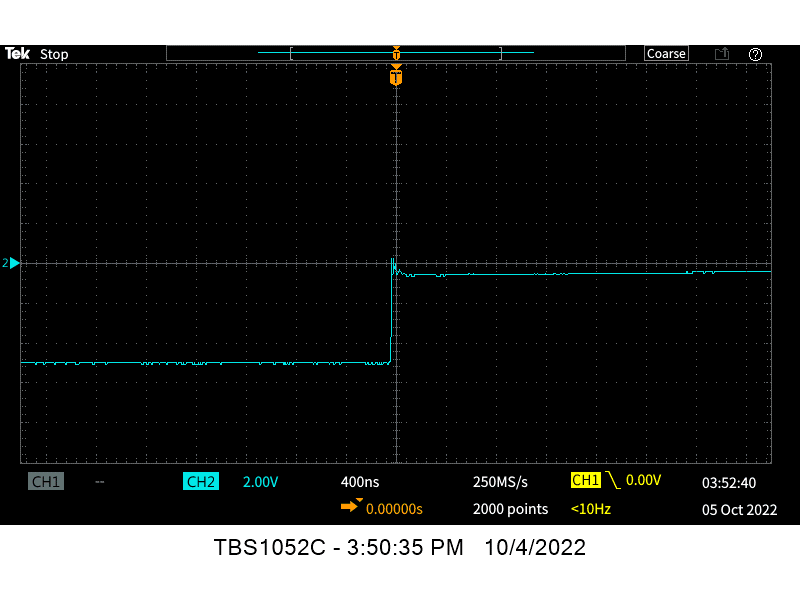 Tek Stop Coarse
T
T
2
CH1 -- CH2 2.00V 400ns 250MS/s CH1 0.00V 03:52:40
0.00000s 2000 points <10Hz 05 Oct 2022
TBS1052C - 3:50:35 PM 10/4/2022